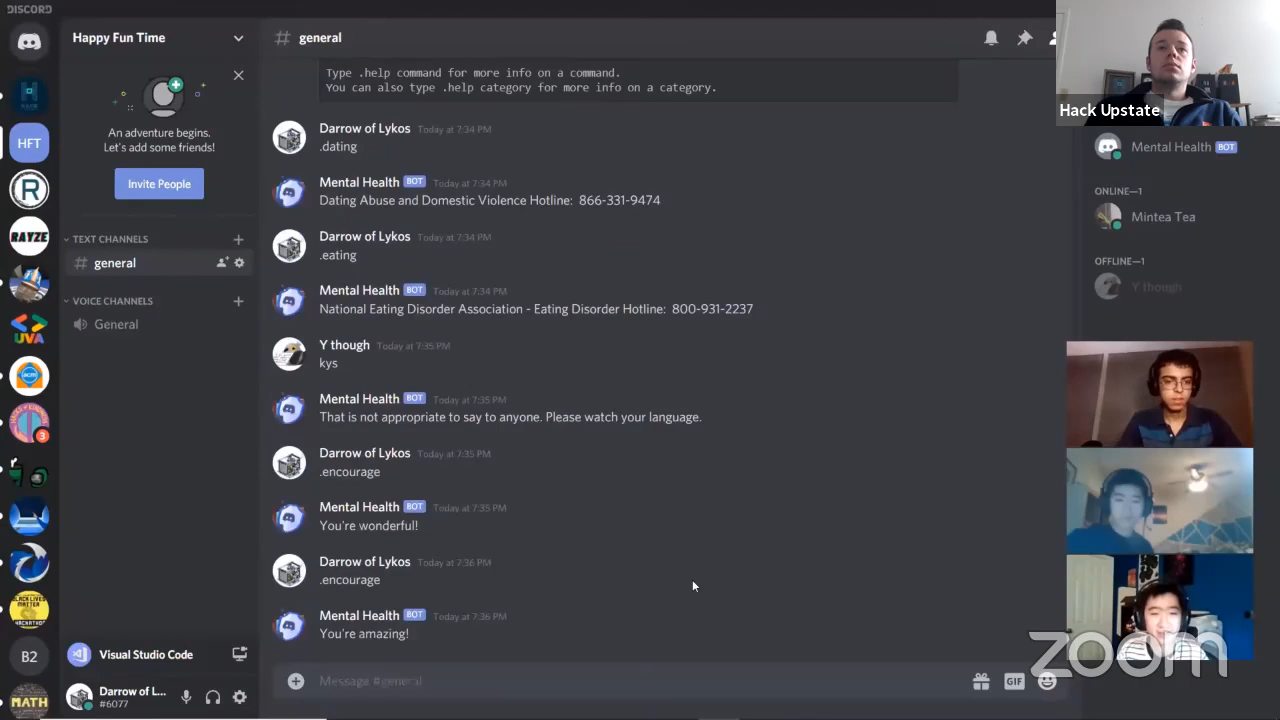 DISCORD
Happy Fun Time
# general
Hack Upstate
An adventure begins.
Let's add some friends!
Invite People
HFT
R
RAYZE
UVA
acm
3
BLACK LIVES
MATTER
HACKATHON
B2
MATH
TEXT CHANNELS
# general
VOICE CHANNELS
General
Visual Studio Code
Darrow of L...
#6077
Type .help command for more info on a command.
You can also type .help category for more info on a category.
Darrow of Lykos Today at 7:34 PM
.dating
Mental Health BOT Today at 7:34 PM
Dating Abuse and Domestic Violence Hotline: 866-331-9474
Darrow of Lykos Today at 7:34 PM
.eating
Mental Health BOT Today at 7:34 PM
National Eating Disorder Association - Eating Disorder Hotline: 800-931-2237
Y though Today at 7:35 PM
kys
Mental Health BOT Today at 7:35 PM
That is not appropriate to say to anyone. Please watch your language.
Darrow of Lykos Today at 7:35 PM
.encourage
Mental Health BOT Today at 7:35 PM
You're wonderful!
Darrow of Lykos Today at 7:36 PM
.encourage
Mental Health BOT Today at 7:36 PM
You're amazing!
Message #general
GIF
Mental Health BOT
ONLINE—1
Mintea Tea
OFFLINE—1
Y though
zoom